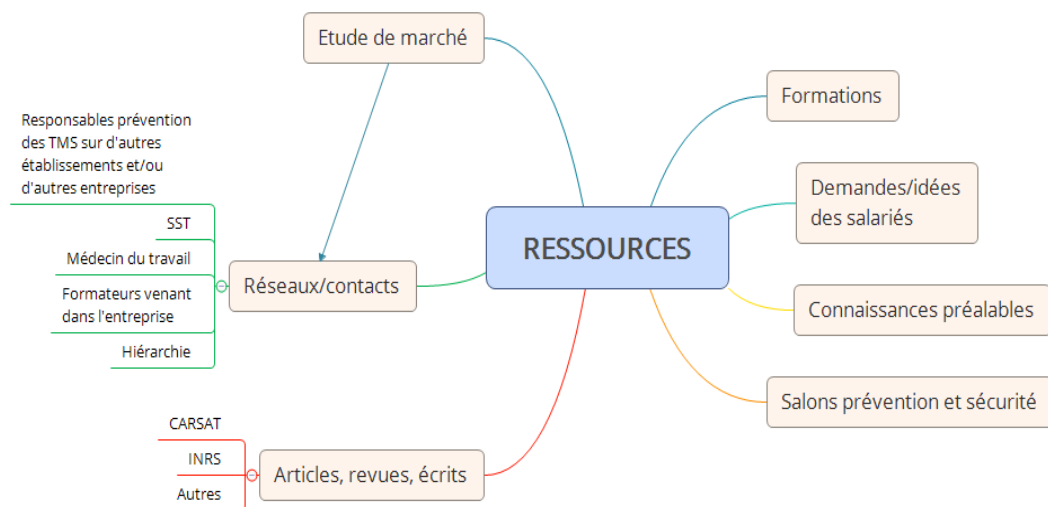 Etude de marché
Formations
Responsables prévention
des TMS sur d'autres
établissements et/ou
d'autres entreprises
Demandes/idées
des salariés
SST
RESSOURCES
Médecin du travail
Réseaux/contacts
Formateurs venant
dans l'entreprise
Connaissances préalables
Hiérarchie
Salons prévention et sécurité
CARSAT
INRS
Articles, revues, écrits
Autres